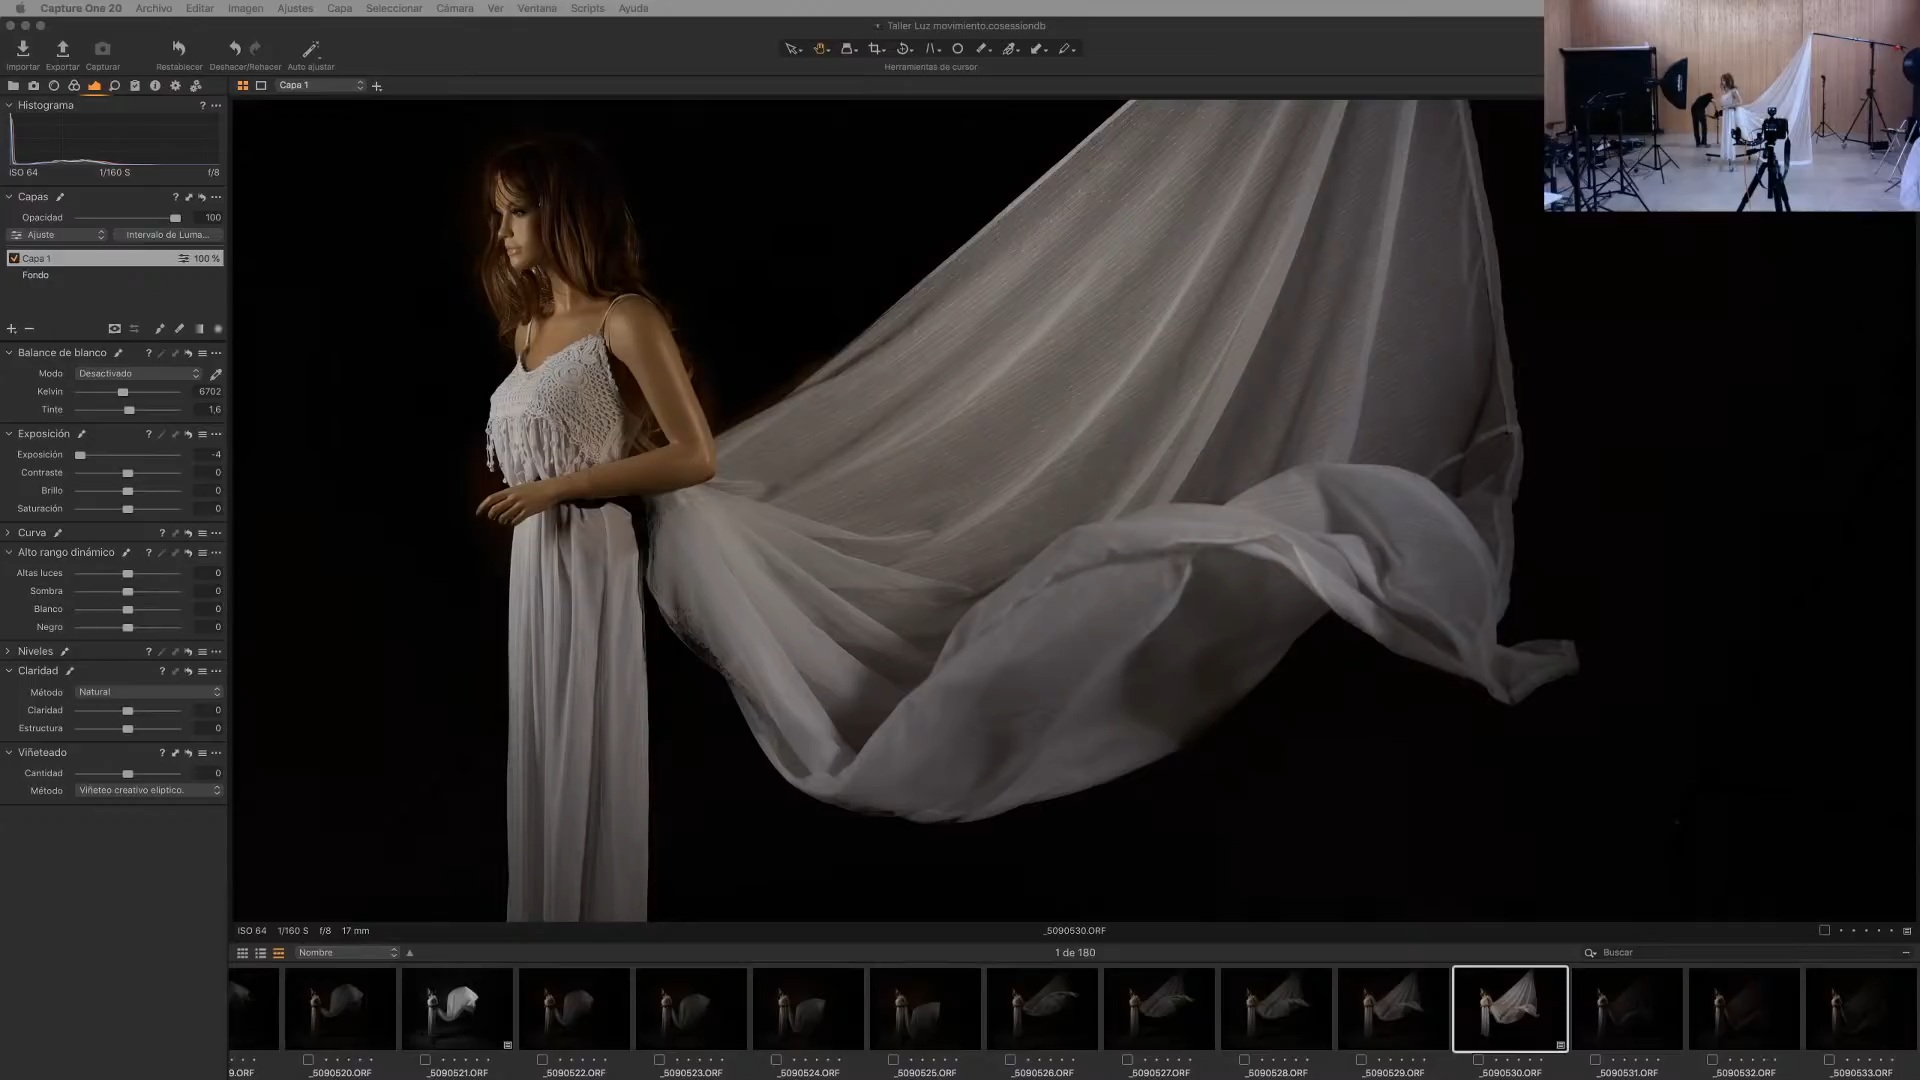 Capture One 20 Archivo Editar Imagen Ajustes Capa Seleccionar Cámara Ver Ventana Scripts Ayuda
Taller Luz movimiento.cosessiondb
Importar Exportar Capturar Restablecer Deshacer/Rehacer Auto ajustar
Herramientas de cursor
Capa 1
Histograma
ISO 64 1/160 S f/8
Capas
Opacidad 100
Ajuste Intervalo de Luma...
Capa 1 100 %
Fondo
Balance de blanco
Modo Desactivado
Kelvin 6702
Tinte 1,6
Exposición
Exposición -4
Contraste 0
Brillo 0
Saturación 0
Curva
Alto rango dinámico
Altas luces 0
Sombra 0
Blanco 0
Negro 0
Niveles
Claridad
Método Natural
Claridad 0
Estructura 0
Viñeteado
Cantidad 0
Método Viñeteo creativo elíptico.
ISO 64 1/160 S f/8 17 mm
_5090530.ORF
Nombre
1 de 180
Buscar
9.ORF _5090520.ORF _5090521.ORF _5090522.ORF _5090523.ORF _5090524.ORF _5090525.ORF _5090526.ORF _5090527.ORF _5090528.ORF _5090529.ORF _5090530.ORF _5090531.ORF _5090532.ORF _5090533.ORF